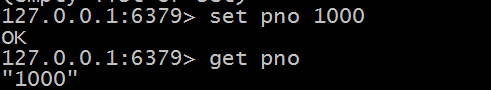 127.0.0.1:6379> set pno 1000
OK
127.0.0.1:6379> get pno
"1000"